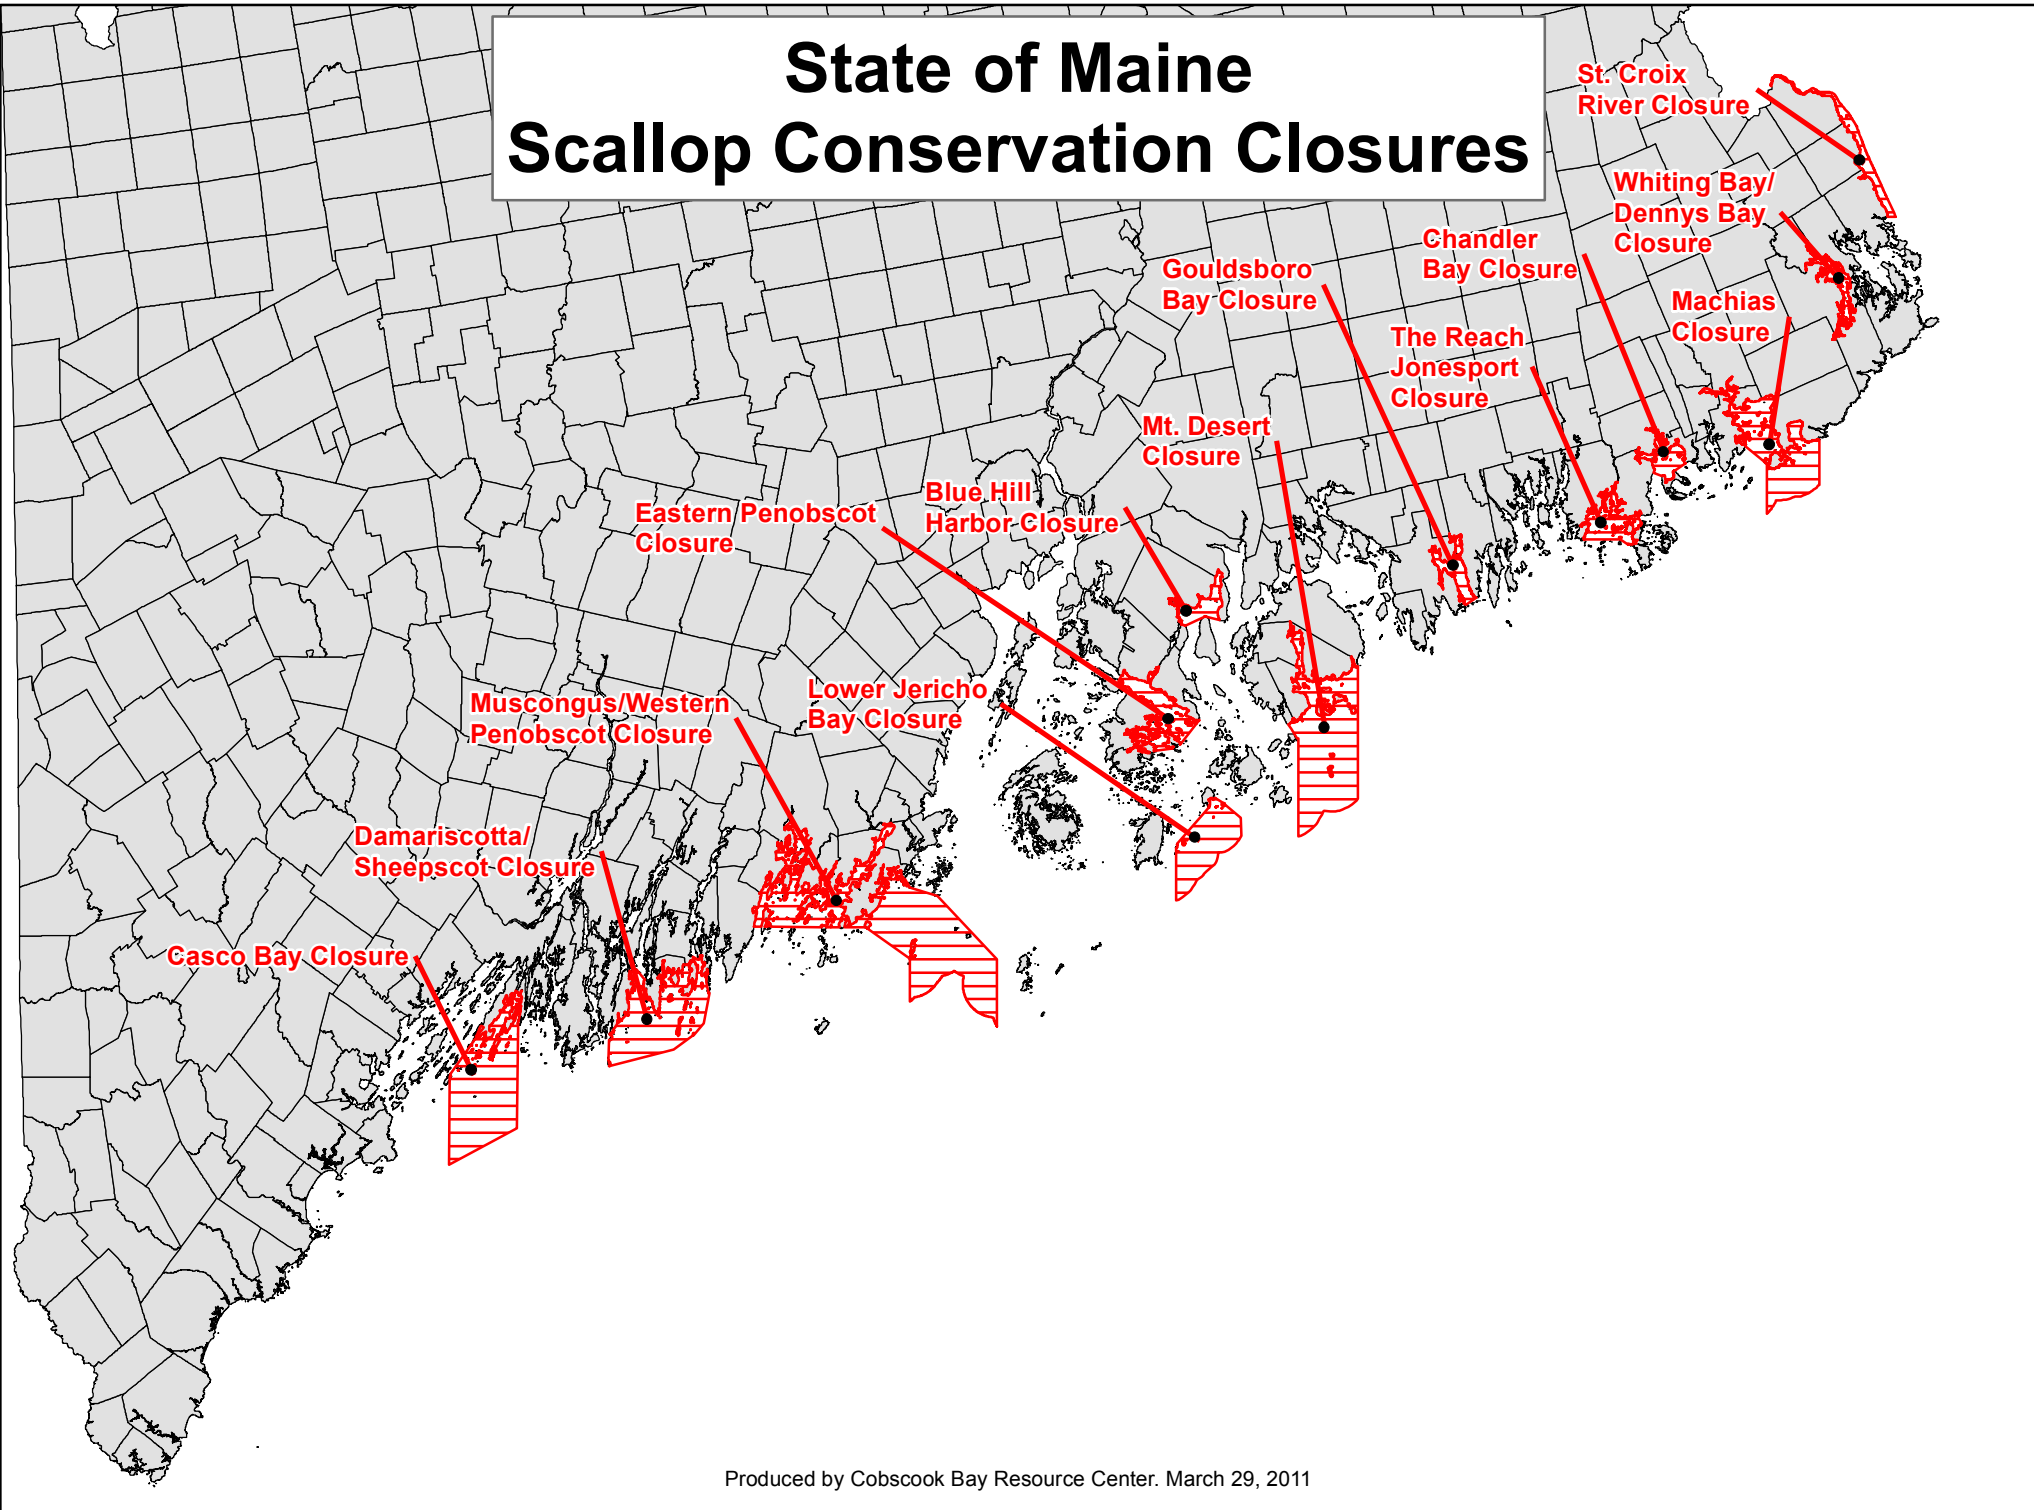 State of Maine
Scallop Conservation Closures
St. Croix
River Closure
Whiting Bay/
Dennys Bay
Closure
Chandler
Bay Closure
Gouldsboro
Bay Closure
Machias
Closure
The Reach
Jonesport
Closure
Mt. Desert
Closure
Blue Hill
Harbor Closure
Eastern Penobscot
Closure
Lower Jericho
Bay Closure
Muscongus/Western
Penobscot Closure
Damariscotta/
Sheepscot Closure
Casco Bay Closure
Produced by Cobscook Bay Resource Center. March 29, 2011